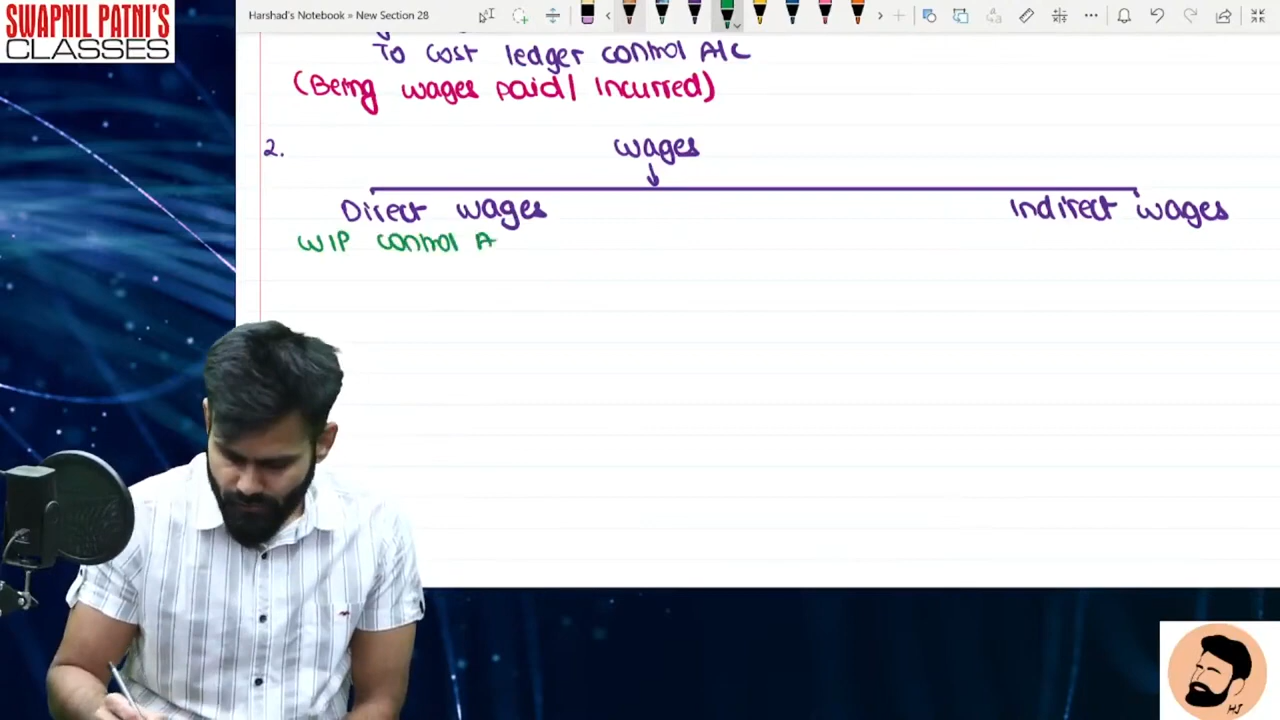 SWAPNIL PATNI'S
CLASSES
Harshad's Notebook » New Section 28
To cost ledger control A/C
(Being wages paid/ Incurred)
2.
wages
Direct wages
Indirect wages
WIP control A
HJ